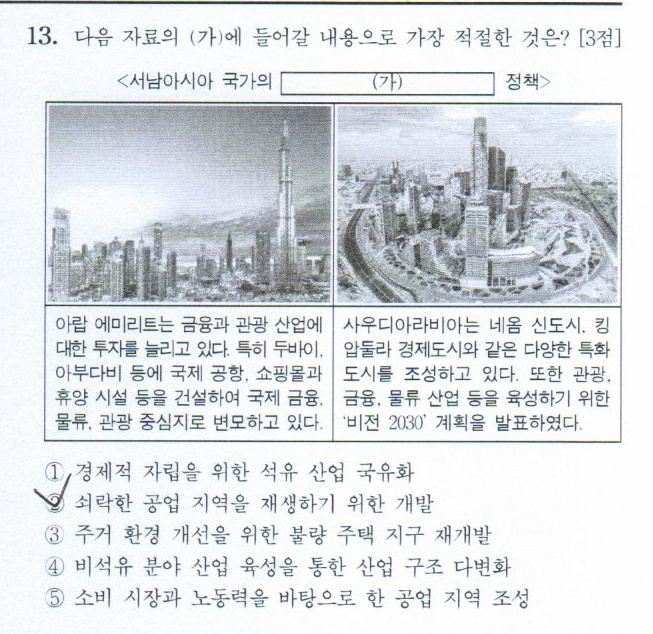 13. 다음 자료의 (가)에 들어갈 내용으로 가장 적절한 것은? [3점]
<서남아시아 국가의 (가) 정책>
아랍 에미리트는 금융과 관광 산업에
대한 투자를 늘리고 있다. 특히 두바이,
아부다비 등에 국제 공항, 쇼핑몰과
휴양 시설 등을 건설하여 국제 금융,
물류, 관광 중심지로 변모하고 있다.
사우디아라비아는 네옴 신도시, 킹
압둘라 경제도시와 같은 다양한 특화
도시를 조성하고 있다. 또한 관광,
금융, 물류 산업 등을 육성하기 위한
‘비전 2030’ 계획을 발표하였다.
① 경제적 자립을 위한 석유 산업 국유화
② 쇠락한 공업 지역을 재생하기 위한 개발
③ 주거 환경 개선을 위한 불량 주택 지구 재개발
④ 비석유 분야 산업 육성을 통한 산업 구조 다변화
⑤ 소비 시장과 노동력을 바탕으로 한 공업 지역 조성